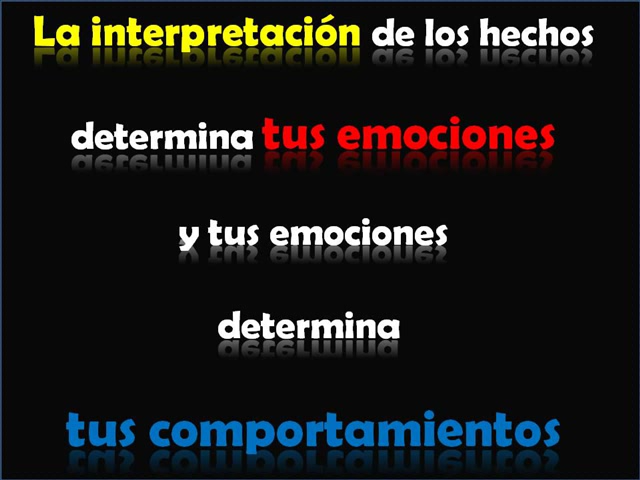 La interpretación de los hechos
determina tus emociones
y tus emociones
determina
tus comportamientos